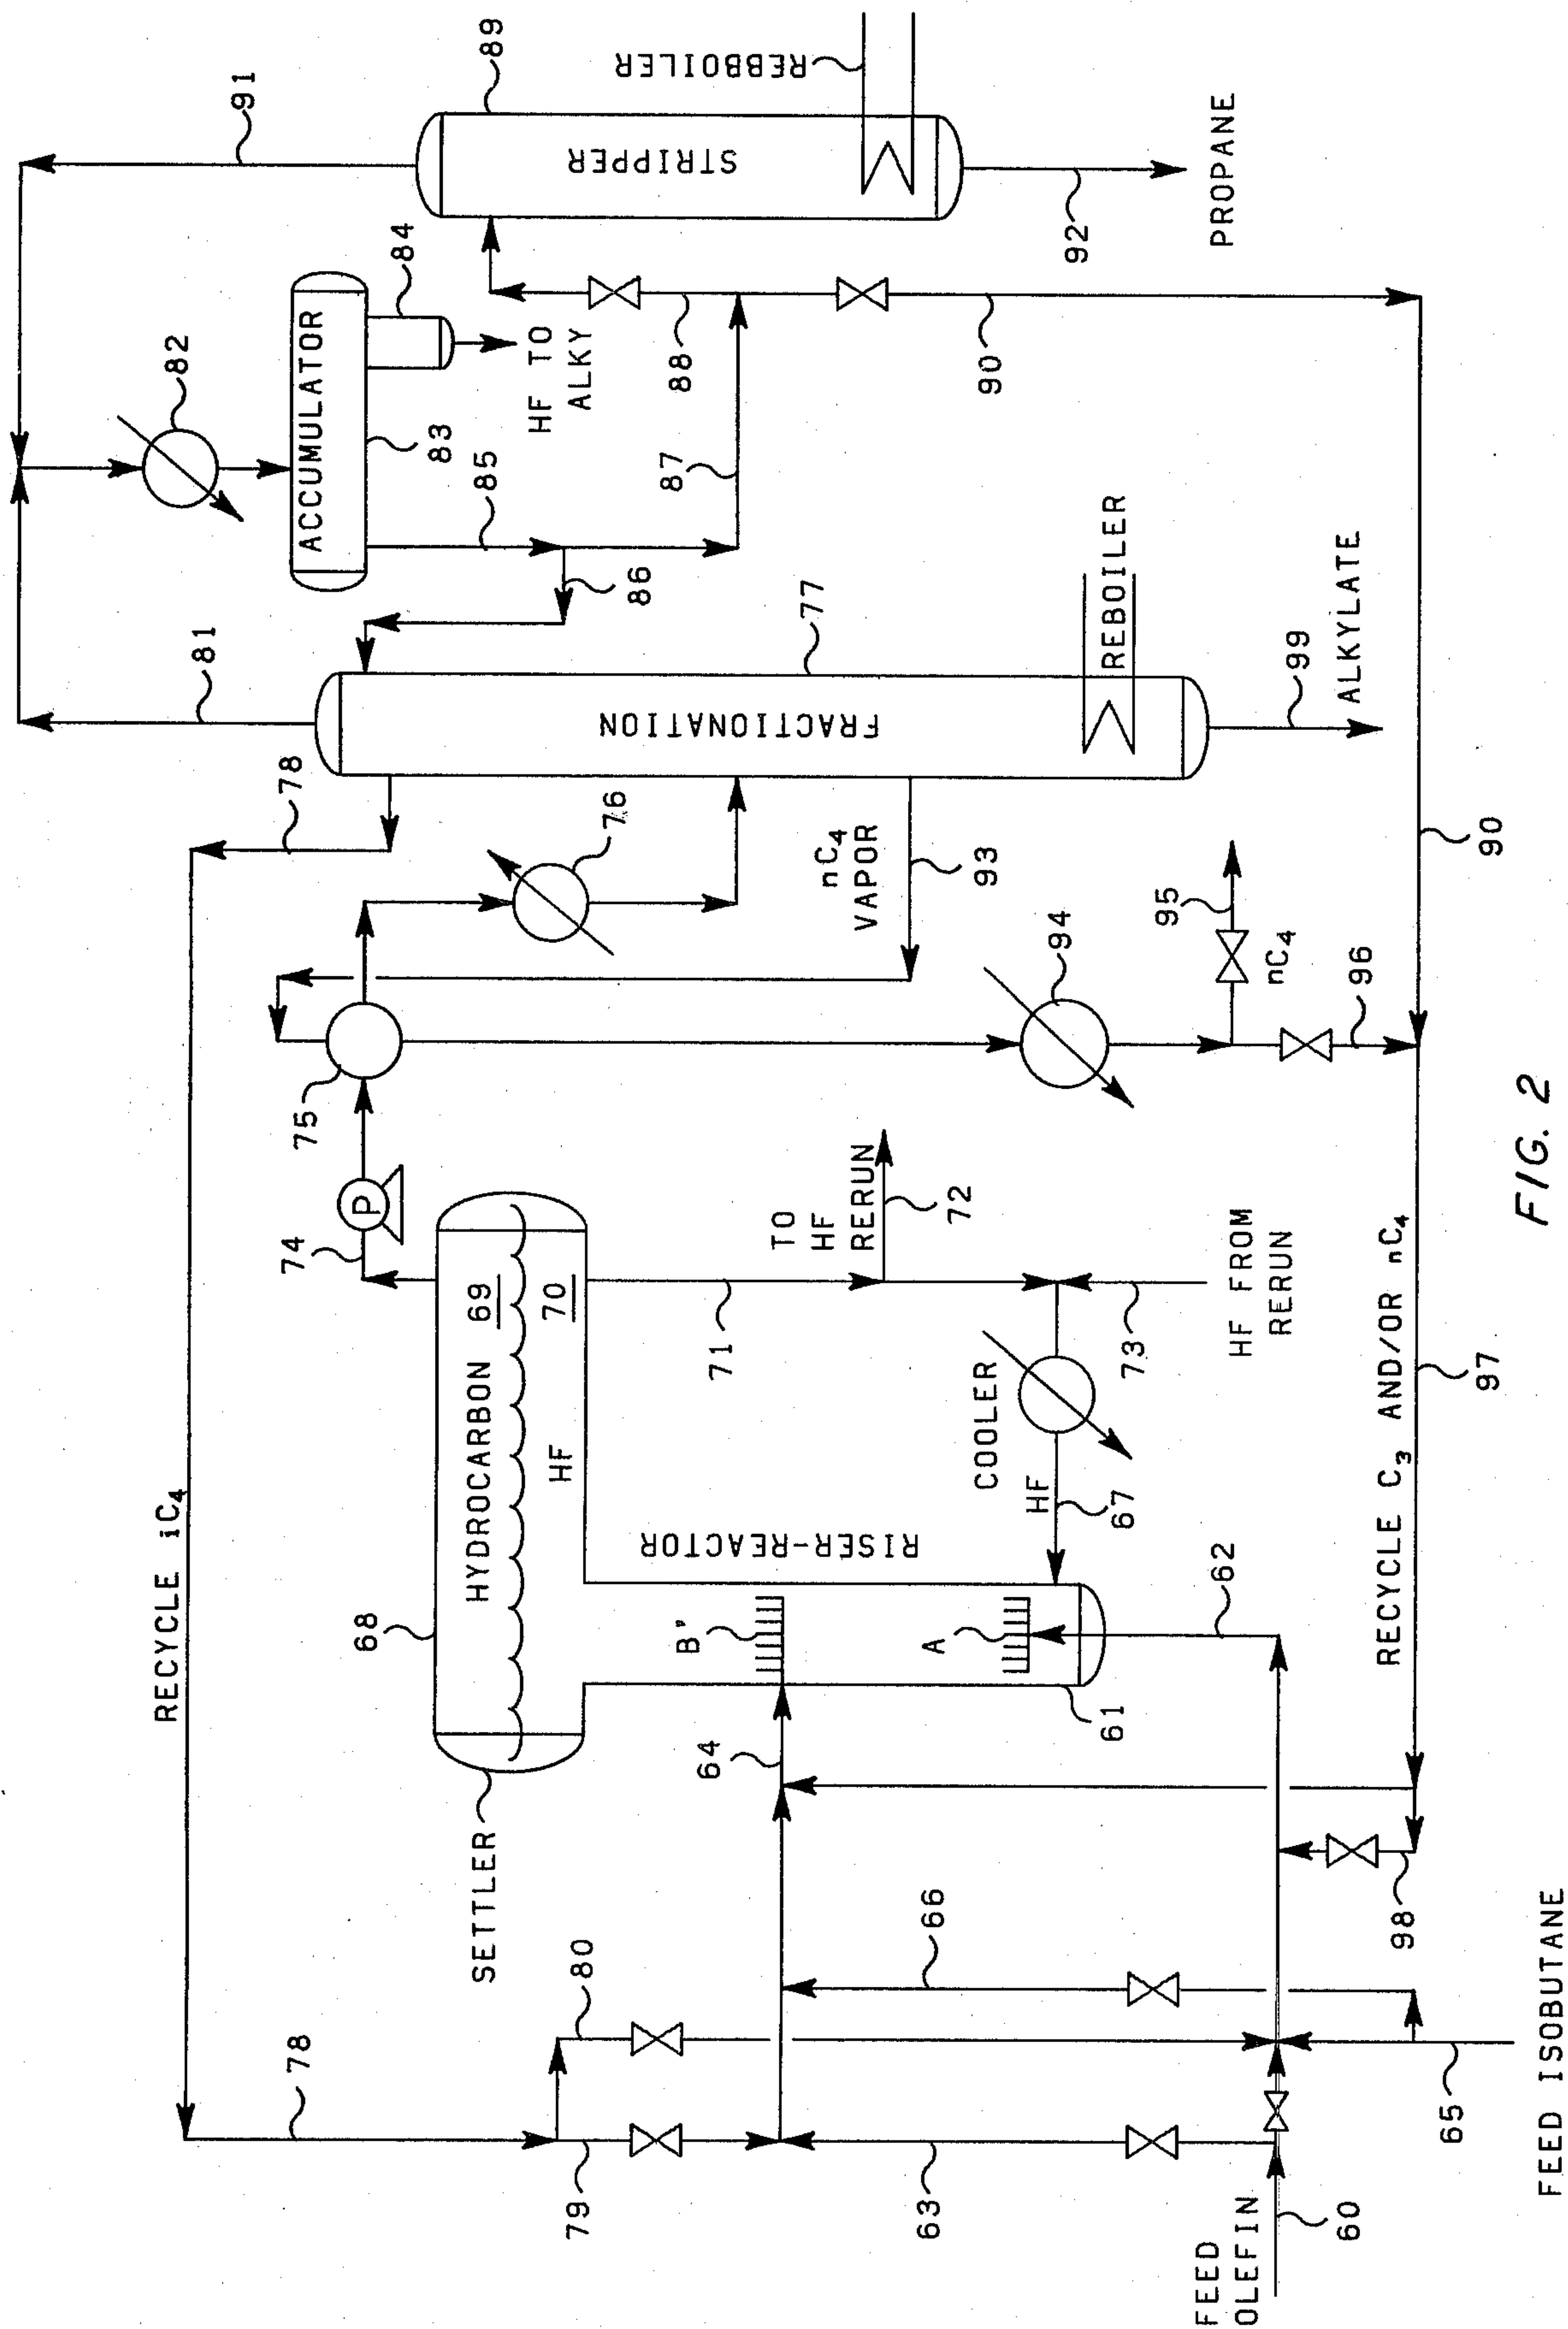 RECYCLE iC4
78
78
79
80
63
FEED
OLEFIN
60
65
FEED ISOBUTANE
66
98
64
SETTLER
68
HYDROCARBON 69
HF 70
RISER-REACTOR
B"
A
61
62
HF
67
COOLER
71
72
TO
HF
RERUN
73
HF FROM
RERUN
RECYCLE C3 AND/OR nC4
97
74
P
75
76
nC4
VAPOR
93
94
95
nC4
96
90
81
FRACTIONATION
77
REBOILER
99
ALKYLATE
82
ACCUMULATOR
83
84
HF TO
ALKY
85
86
87
88
90
91
STRIPPER
89
REBBOILER
92
PROPANE
FIG. 2